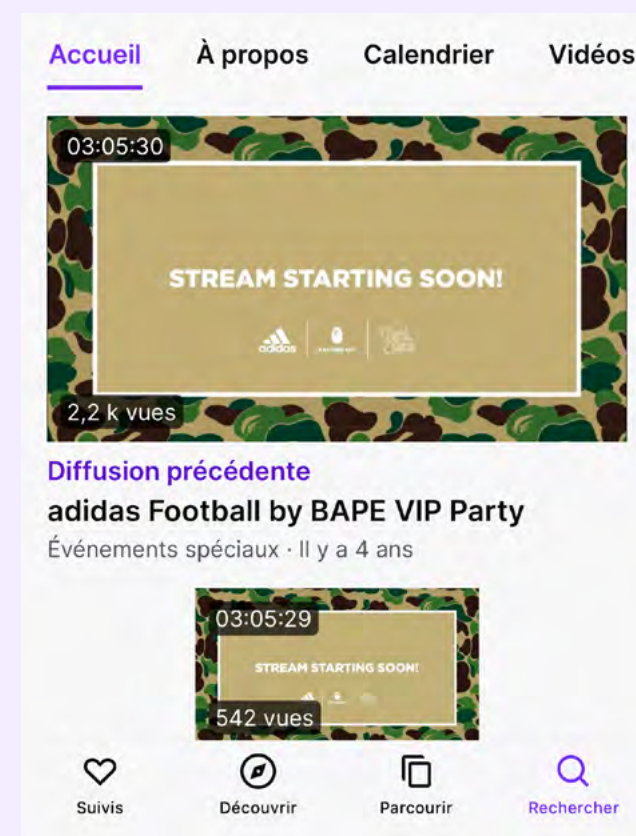 Accueil À propos Calendrier Vidéos
03:05:30
STREAM STARTING SOON!
adidas
2,2 k vues
Diffusion précédente
adidas Football by BAPE VIP Party
Événements spéciaux · Il y a 4 ans
03:05:29
STREAM STARTING SOON!
542 vues
Suivis Découvrir Parcourir Rechercher